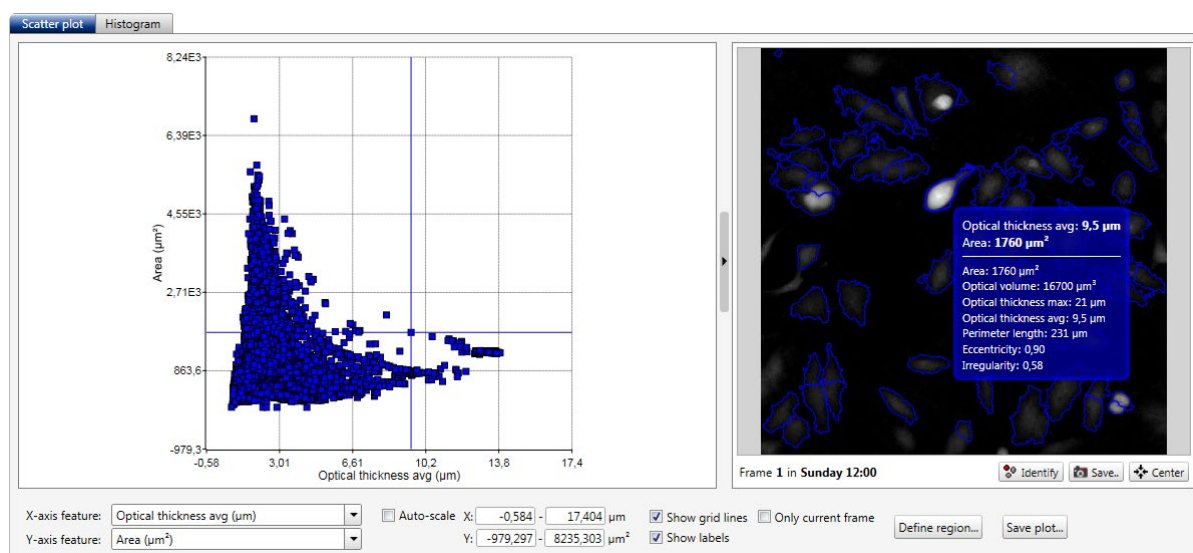 Scatter plot Histogram
8,24E3
6,39E3
4,55E3
2,71E3
863,6
-979,3
Area (µm²)
-0,58 3,01 6,61 10,2 13,8 17,4
Optical thickness avg (µm)
Optical thickness avg: 9,5 µm
Area: 1760 µm²
Area: 1760 µm²
Optical volume: 16700 µm³
Optical thickness max: 21 µm
Optical thickness avg: 9,5 µm
Perimeter length: 231 µm
Eccentricity: 0,90
Irregularity: 0,58
Frame 1 in Sunday 12:00 Identify Save.. Center
X-axis feature: Optical thickness avg (µm) Auto-scale X: -0,584 - 17,404 µm Show grid lines Only current frame Define region... Save plot...
Y-axis feature: Area (µm²) Y: -979,297 - 8235,303 µm² Show labels